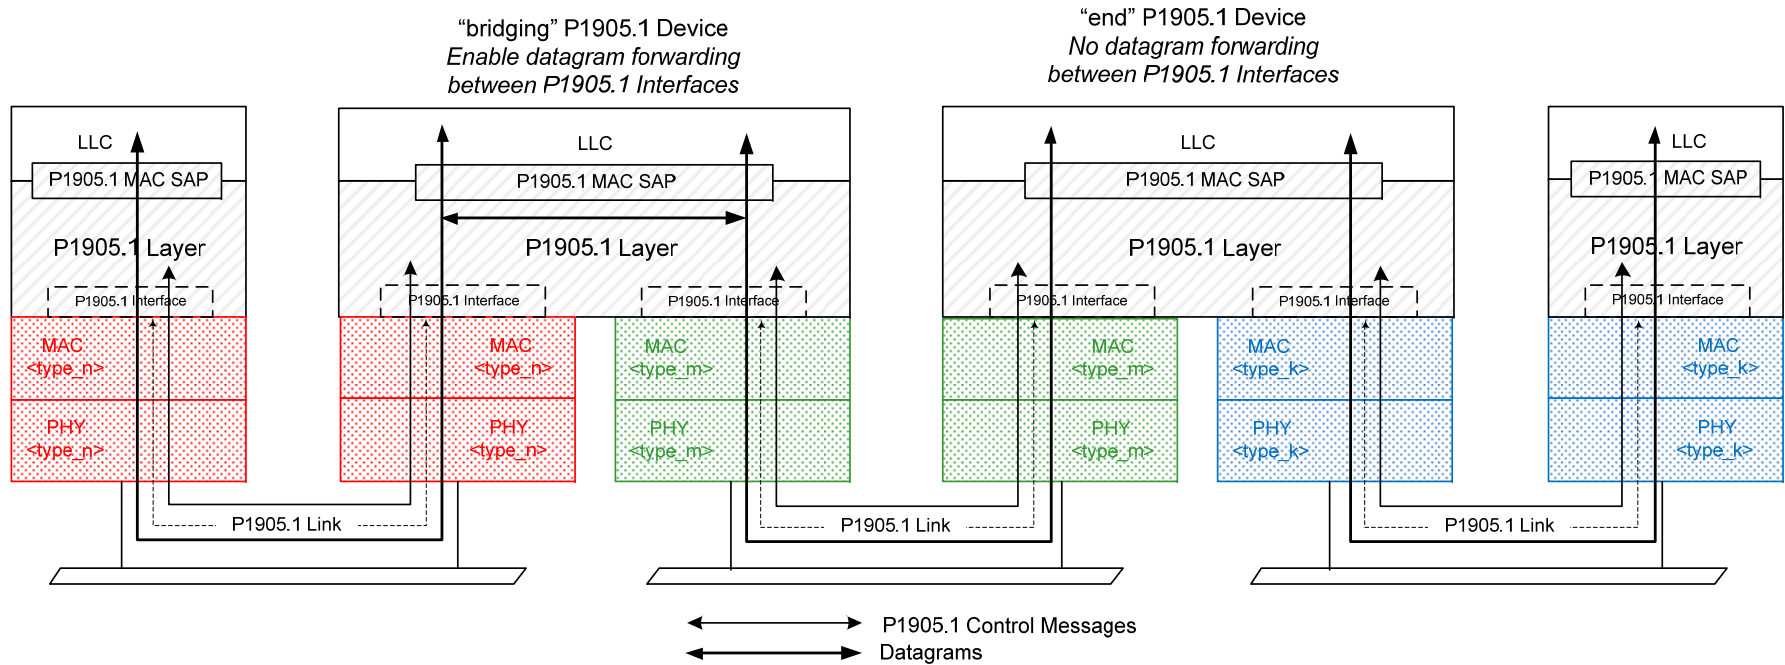 “bridging” P1905.1 Device
Enable datagram forwarding
between P1905.1 Interfaces
“end” P1905.1 Device
No datagram forwarding
between P1905.1 Interfaces
LLC
P1905.1 MAC SAP
P1905.1 Layer
P1905.1 Interface
MAC
<type_n>
PHY
<type_n>
LLC
P1905.1 MAC SAP
P1905.1 Layer
P1905.1 Interface
P1905.1 Interface
MAC
<type_n>
PHY
<type_n>
MAC
<type_m>
PHY
<type_m>
LLC
P1905.1 MAC SAP
P1905.1 Layer
P1905.1 Interface
P1905.1 Interface
MAC
<type_m>
PHY
<type_m>
MAC
<type_k>
PHY
<type_k>
LLC
P1905.1 MAC SAP
P1905.1 Layer
P1905.1 Interface
MAC
<type_k>
PHY
<type_k>
P1905.1 Link
P1905.1 Link
P1905.1 Link
P1905.1 Control Messages
Datagrams